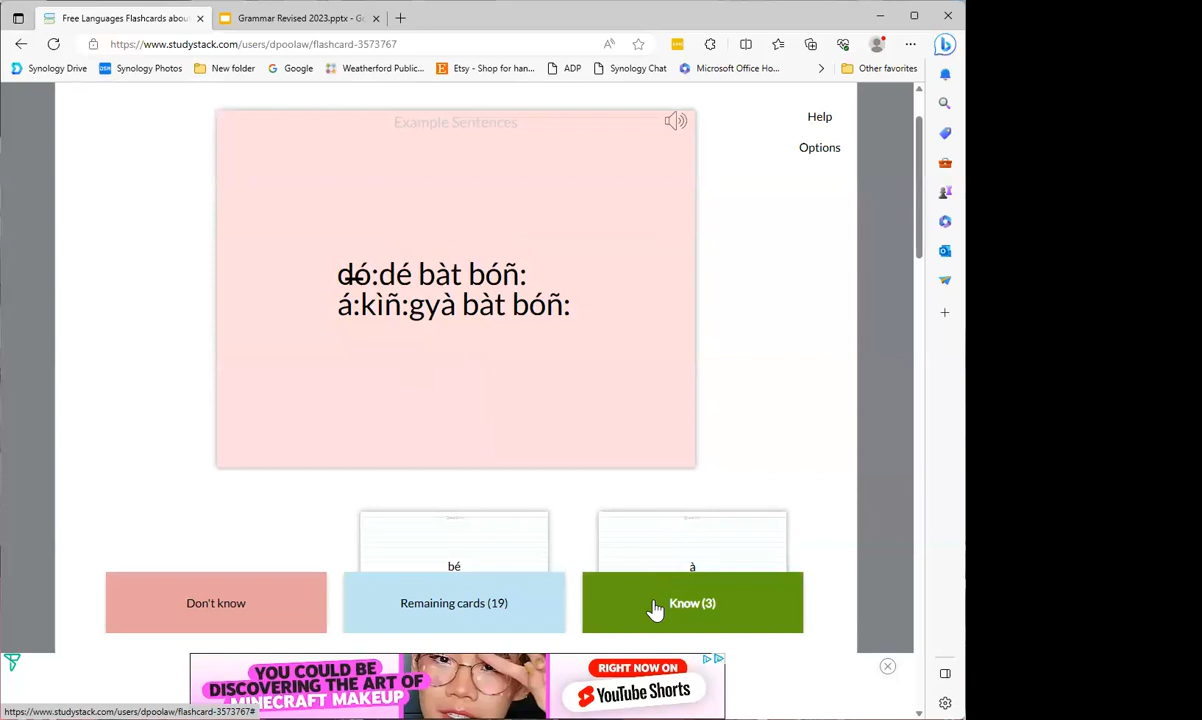 Free Languages Flashcards abou
Grammar Revised 2023.pptx - Go
https://www.studystack.com/users/dpoolaw/flashcard-3573767
Synology Drive
Synology Photos
New folder
Google
Weatherford Public...
Etsy - Shop for han...
ADP
Synology Chat
Microsoft Office Ho...
Other favorites
Example Sentences
Help
Options
d̶ó:dé bàt bóñ:
á:kìñ:gyà bàt bóñ:
bé
à
Don't know
Remaining cards (19)
Know (3)
YOU COULD BE
DISCOVERING THE ART OF
MINECRAFT MAKEUP
RIGHT NOW ON
YouTube Shorts
https://www.studystack.com/users/dpoolaw/flashcard-3573767#